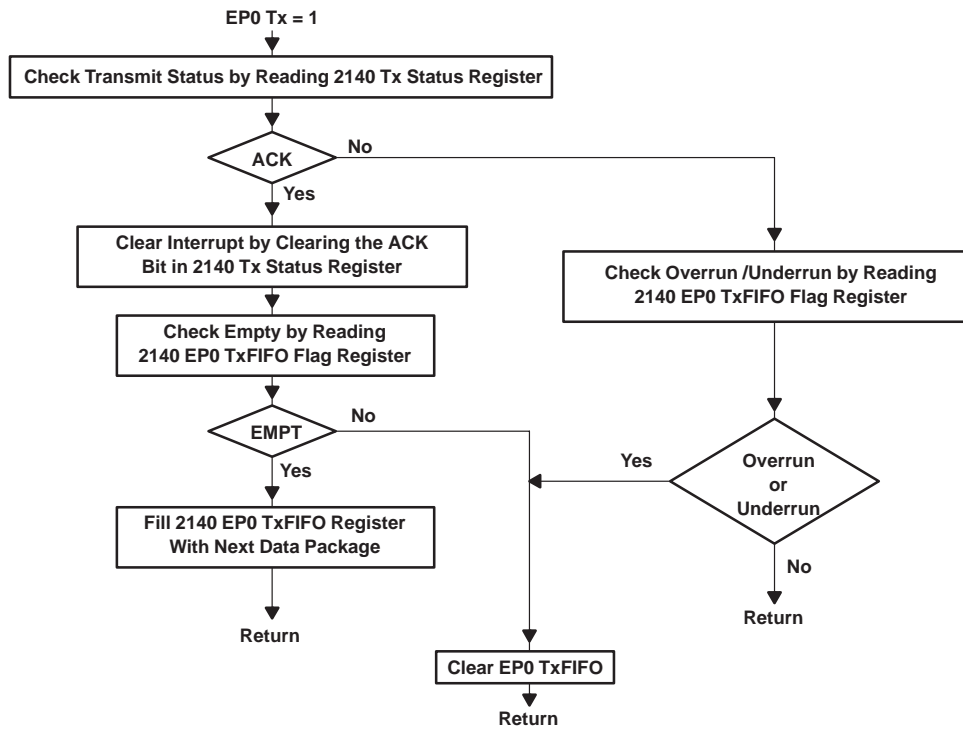 EP0 Tx = 1
Check Transmit Status by Reading 2140 Tx Status Register
ACK
No
Yes
Clear Interrupt by Clearing the ACK
Bit in 2140 Tx Status Register
Check Overrun /Underrun by Reading
2140 EP0 TxFIFO Flag Register
Check Empty by Reading
2140 EP0 TxFIFO Flag Register
EMPT
No
Yes
Yes
Overrun
or
Underrun
Fill 2140 EP0 TxFIFO Register
With Next Data Package
No
Return
Return
Clear EP0 TxFIFO
Return